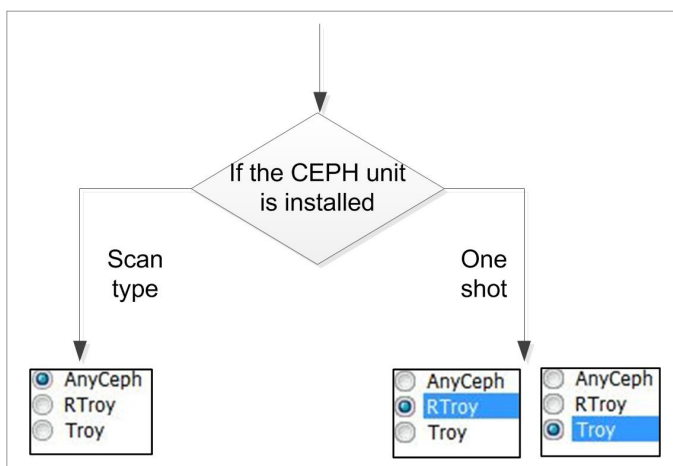 If the CEPH unit
is installed
Scan
type
One
shot
AnyCeph
RTroy
Troy
AnyCeph
RTroy
Troy
AnyCeph
RTroy
Troy